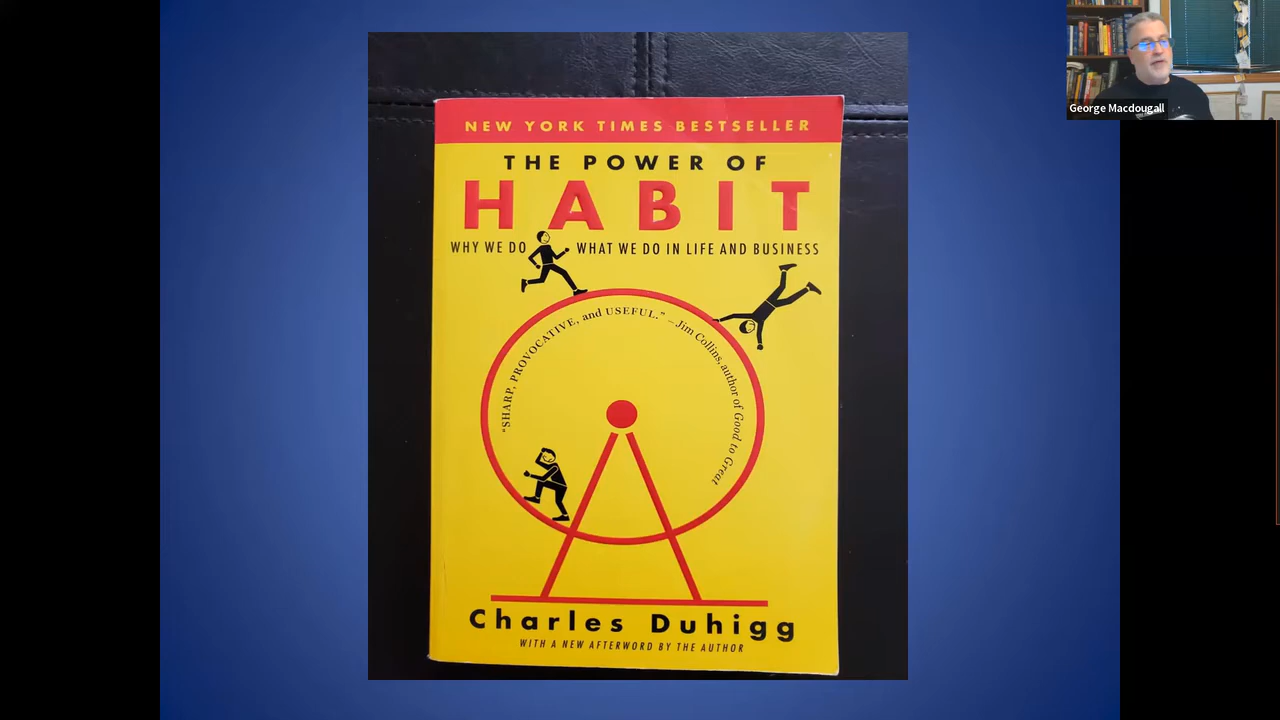 NEW YORK TIMES BESTSELLER
THE POWER OF
HABIT
WHY WE DO WHAT WE DO IN LIFE AND BUSINESS
"SHARP, PROVOCATIVE, and USEFUL." – Jim Collins, author of Good to Great
Charles Duhigg
WITH A NEW AFTERWORD BY THE AUTHOR
George Macdougall